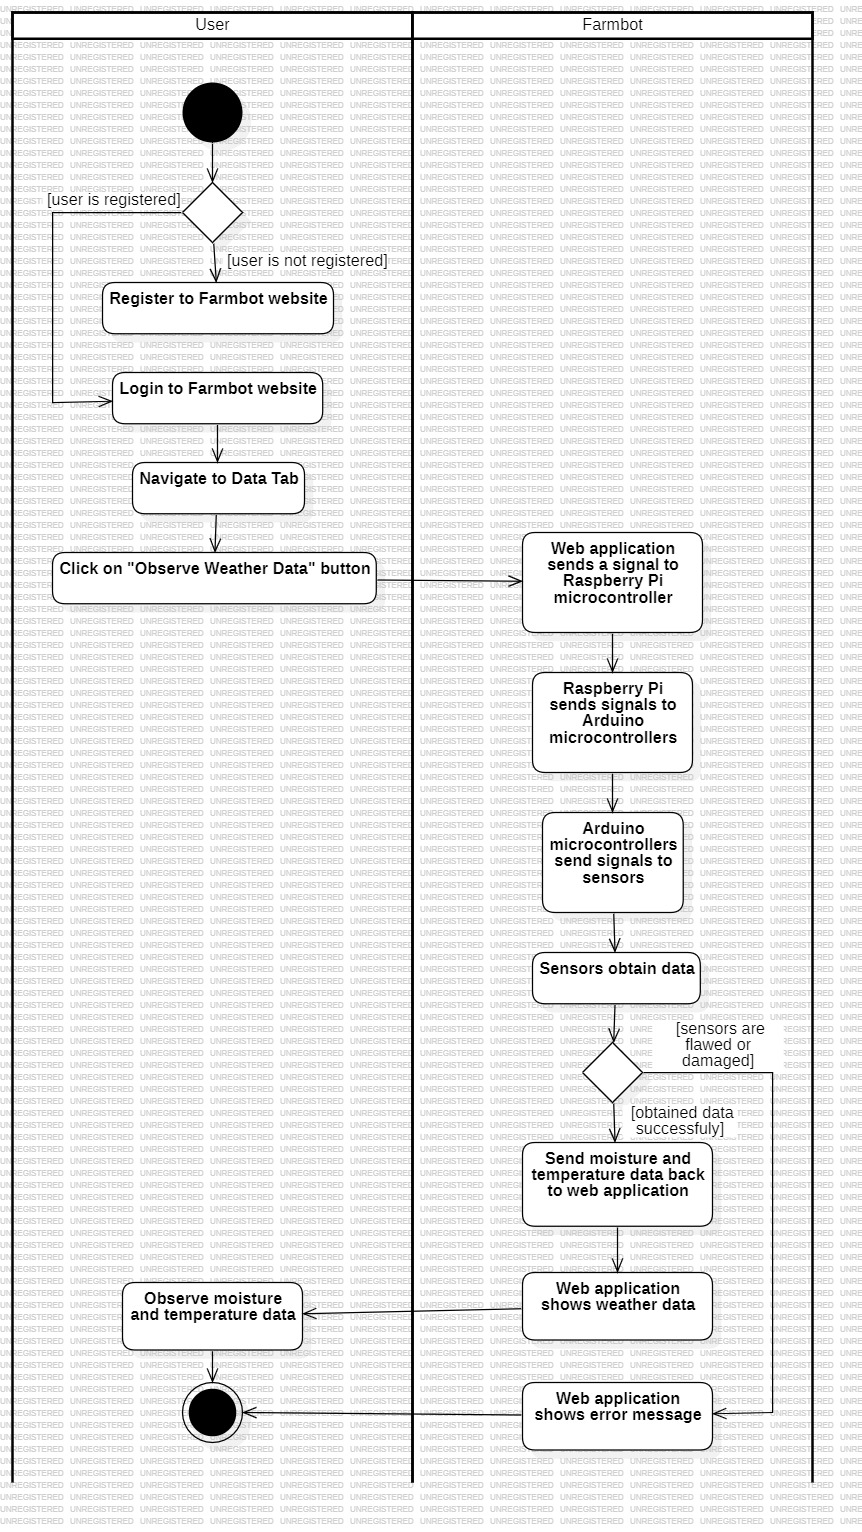 User
Farmbot
[user is registered]
[user is not registered]
Register to Farmbot website
Login to Farmbot website
Navigate to Data Tab
Click on "Observe Weather Data" button
Web application
sends a signal to
Raspberry Pi
microcontroller
Raspberry Pi
sends signals to
Arduino
microcontrollers
Arduino
microcontrollers
send signals to
sensors
Sensors obtain data
[sensors are
flawed or
damaged]
[obtained data
successfuly]
Send moisture and
temperature data back
to web application
Web application
shows weather data
Observe moisture
and temperature data
Web application
shows error message
UNREGISTERED